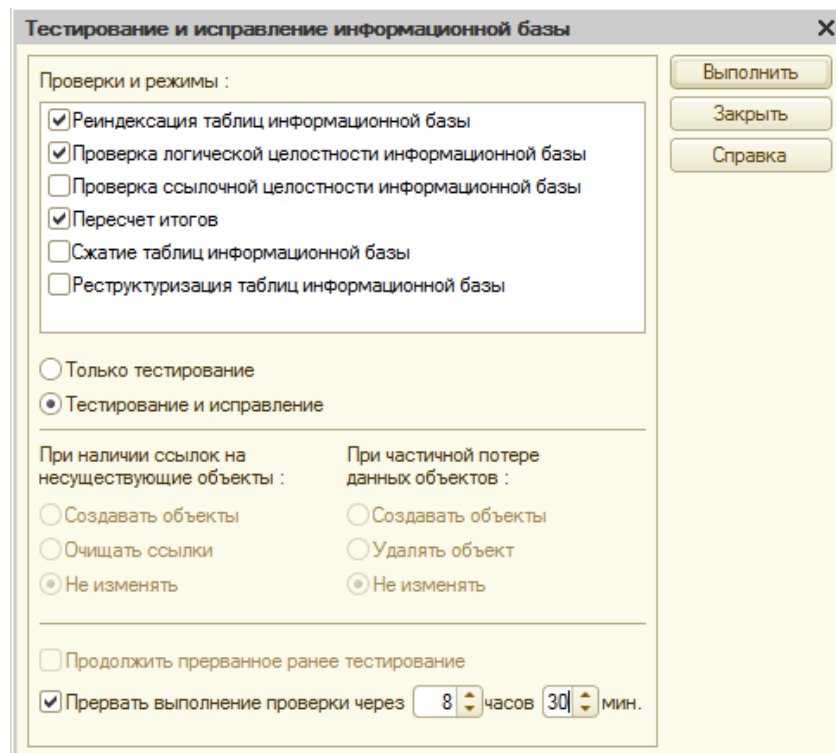 Тестирование и исправление информационной базы
Выполнить
Закрыть
Справка
Проверки и режимы :
Реиндексация таблиц информационной базы
Проверка логической целостности информационной базы
Проверка ссылочной целостности информационной базы
Пересчет итогов
Сжатие таблиц информационной базы
Реструктуризация таблиц информационной базы
Только тестирование
Тестирование и исправление
При наличии ссылок на
несуществующие объекты :
Создавать объекты
Очищать ссылки
Не изменять
При частичной потере
данных объектов :
Создавать объекты
Удалять объект
Не изменять
Продолжить прерванное ранее тестирование
Прервать выполнение проверки через 8 часов 30 мин.